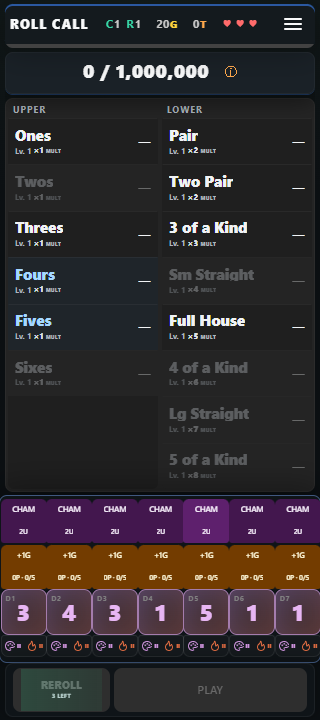 ROLL CALL C1 R1 20G 0T
0 / 1,000,000
UPPER LOWER
Ones — Pair —
Lv. 1 ×1 MULT Lv. 1 ×2 MULT
Twos — Two Pair —
Lv. 1 ×1 MULT Lv. 1 ×2 MULT
Threes — 3 of a Kind —
Lv. 1 ×1 MULT Lv. 1 ×3 MULT
Fours — Sm Straight —
Lv. 1 ×1 MULT Lv. 1 ×4 MULT
Fives — Full House —
Lv. 1 ×1 MULT Lv. 1 ×5 MULT
Sixes — 4 of a Kind —
Lv. 1 ×1 MULT Lv. 1 ×6 MULT
Lg Straight —
Lv. 1 ×7 MULT
5 of a Kind —
Lv. 1 ×8 MULT
CHAM CHAM CHAM CHAM CHAM CHAM CHAM
2U 2U 2U 2U 2U 2U 2U
+1G +1G +1G +1G +1G +1G +1G
0P · 0/5 0P · 0/5 0P · 0/5 0P · 0/5 0P · 0/5 0P · 0/5 0P · 0/5
D1 D2 D3 D4 D5 D6 D7
3 4 3 1 5 1 1
REROLL PLAY
3 LEFT